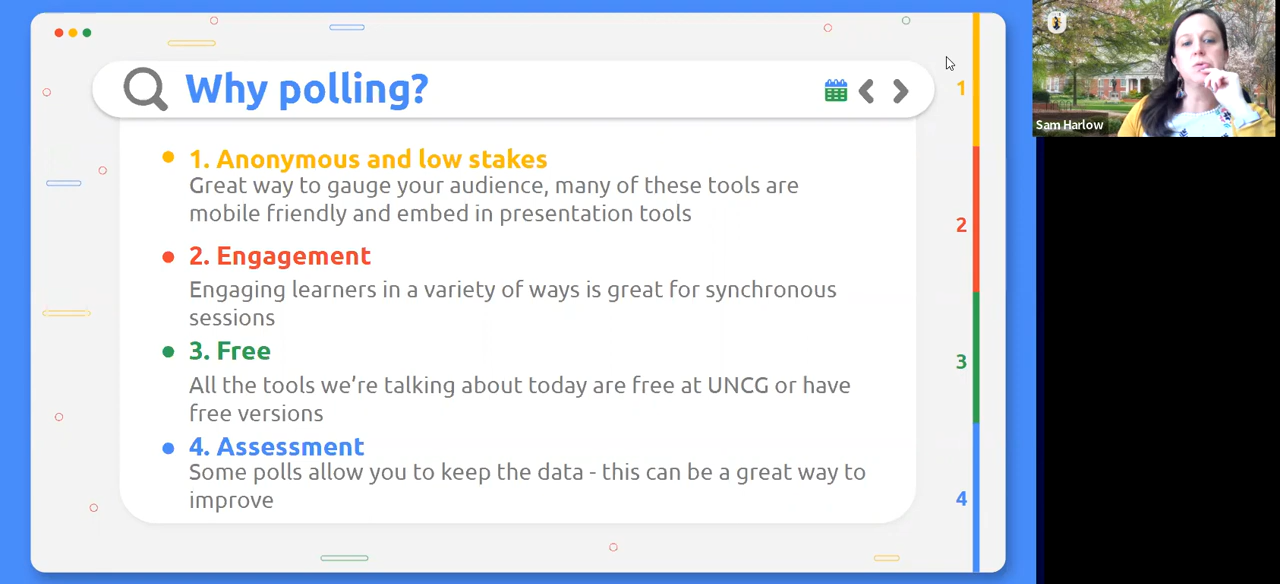 Why polling?
1. Anonymous and low stakes
Great way to gauge your audience, many of these tools are
mobile friendly and embed in presentation tools
2. Engagement
Engaging learners in a variety of ways is great for synchronous
sessions
3. Free
All the tools we're talking about today are free at UNCG or have
free versions
4. Assessment
Some polls allow you to keep the data - this can be a great way to
improve
1
2
3
4
Sam Harlow